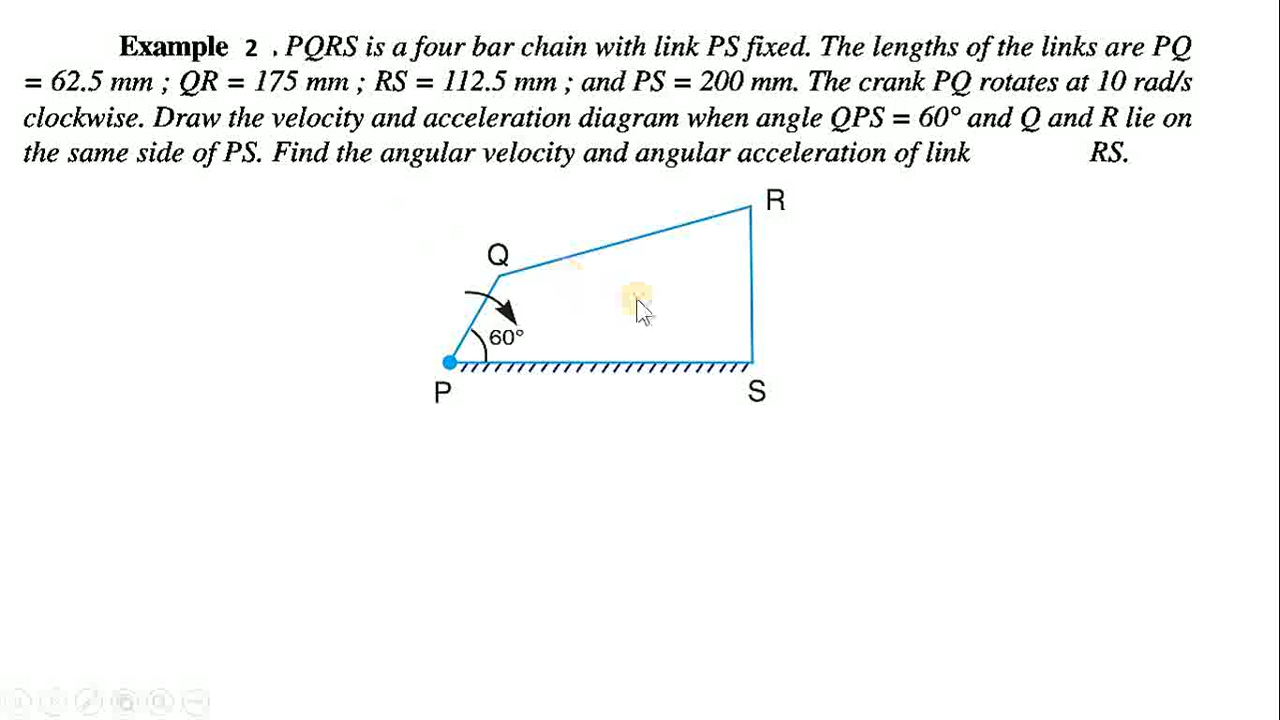 Example 2 . PQRS is a four bar chain with link PS fixed. The lengths of the links are PQ
= 62.5 mm ; QR = 175 mm ; RS = 112.5 mm ; and PS = 200 mm. The crank PQ rotates at 10 rad/s
clockwise. Draw the velocity and acceleration diagram when angle QPS = 60° and Q and R lie on
the same side of PS. Find the angular velocity and angular acceleration of link RS.
R
Q
60°
P
S